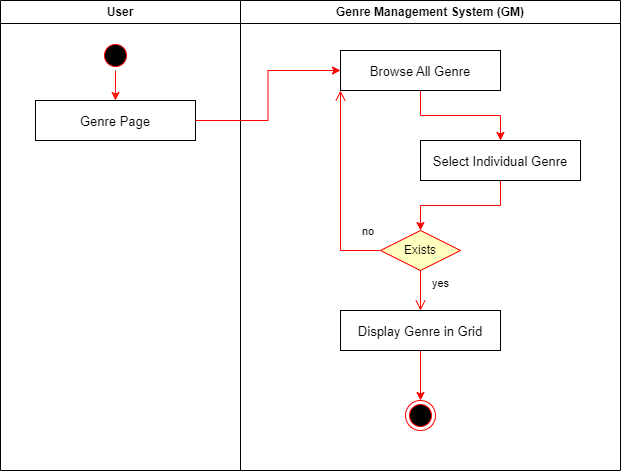 User
Genre Management System (GM)
Browse All Genre
Genre Page
Select Individual Genre
no
Exists
yes
Display Genre in Grid